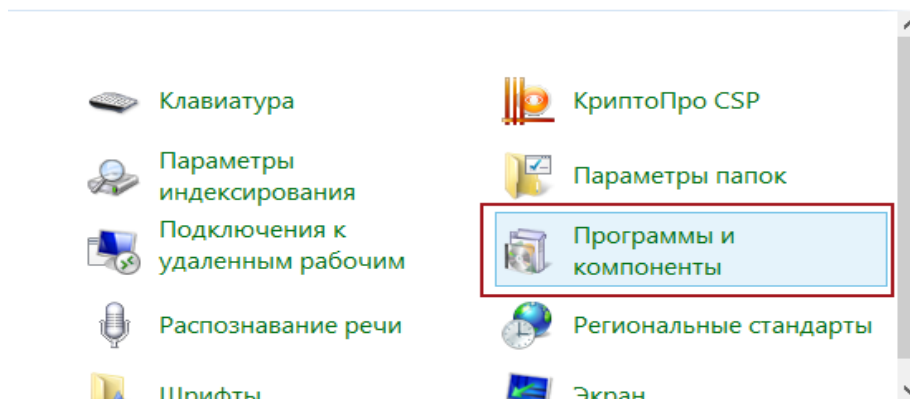 Клавиатура
КриптоПро CSP
Параметры
индексирования
Параметры папок
Подключения к
удаленным рабочим
Программы и
компоненты
Распознавание речи
Региональные стандарты
Шрифты
Экран